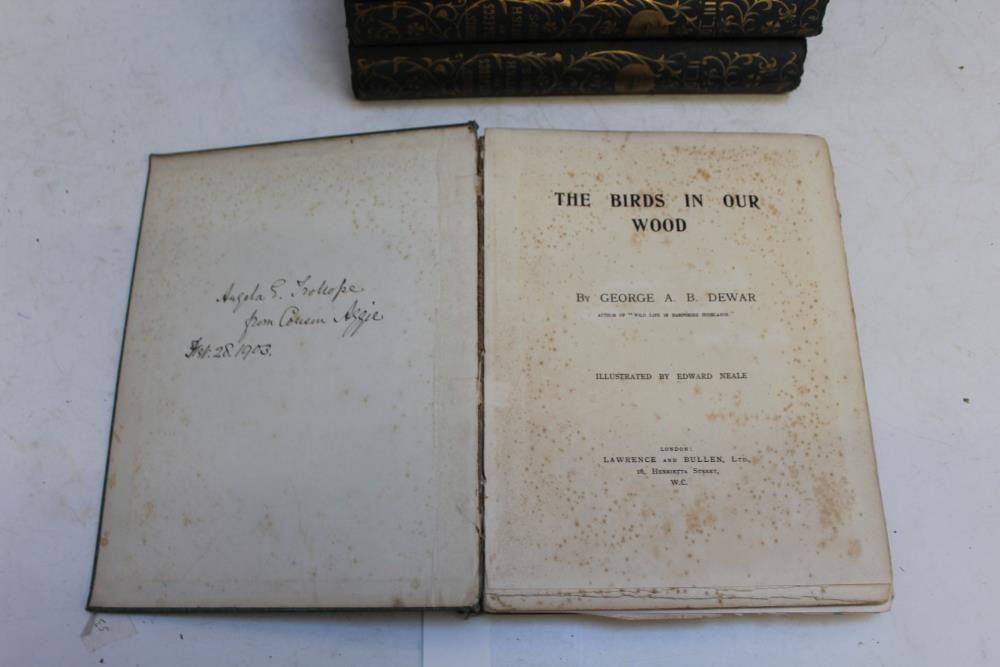 EGGS
Angela E. Trollope
from Cousin Aggie
Feb. 28. 1903.
THE BIRDS IN OUR
WOOD
By GEORGE A. B. DEWAR
AUTHOR OF "WILD LIFE IN HAMPSHIRE HIGHLANDS."
ILLUSTRATED BY EDWARD NEALE
LONDON:
LAWRENCE AND BULLEN, LTD.,
16, HENRIETTA STREET,
W.C.